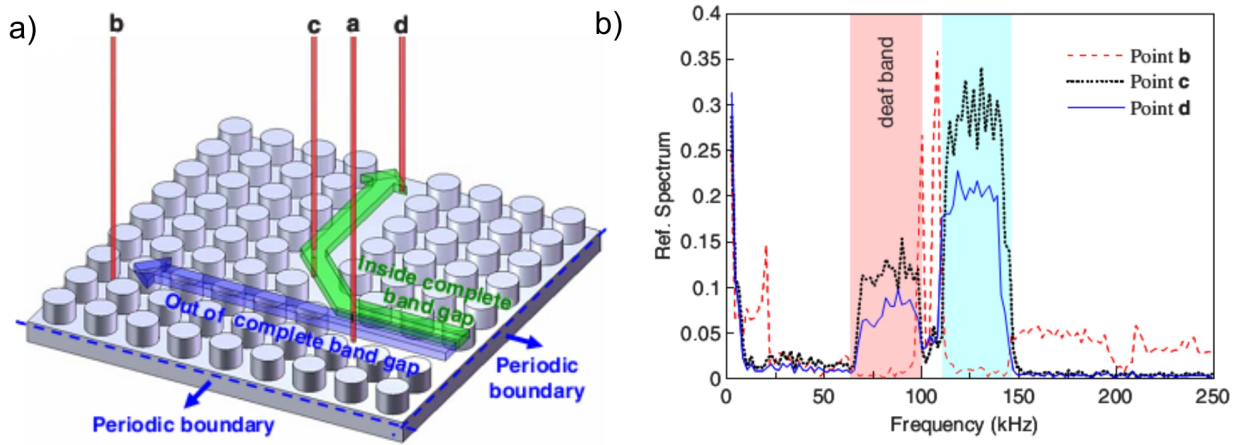 a)
b
c
a
d
Inside complete
band gap
Out of complete band gap
Periodic
boundary
Periodic boundary
b)
Ref. Spectrum
0.4
0.35
0.3
0.25
0.2
0.15
0.1
0.05
0
deaf band
Point b
Point c
Point d
0
50
100
150
200
250
Frequency (kHz)